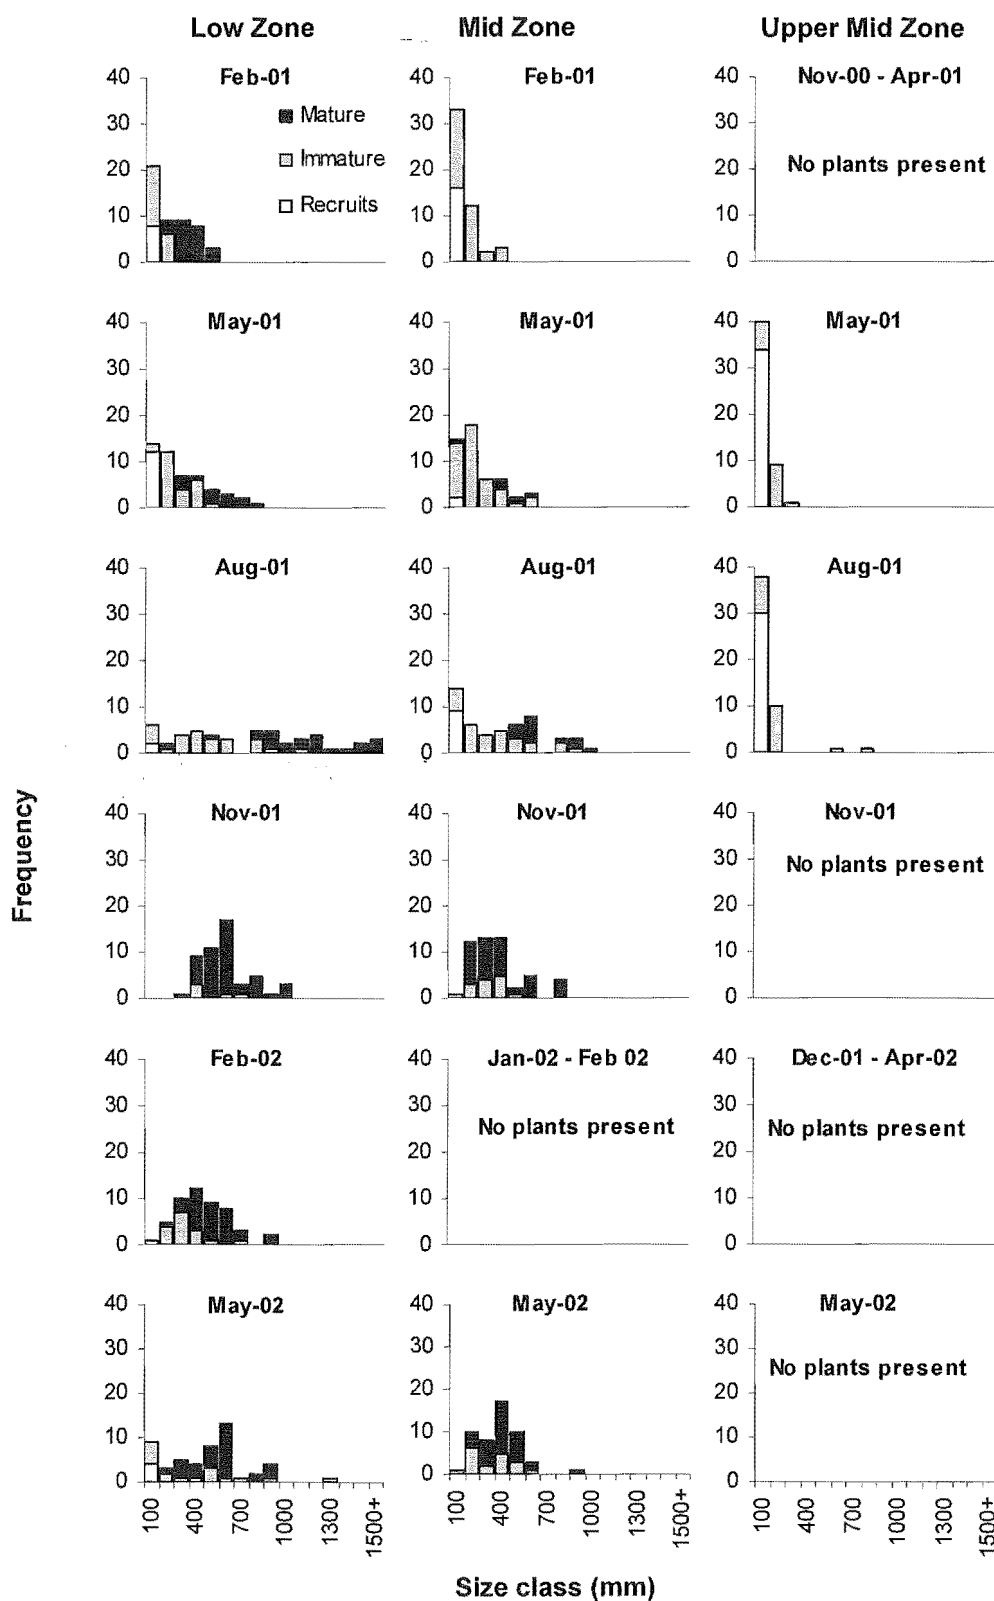 Low Zone Mid Zone Upper Mid Zone
Feb-01 Feb-01 Nov-00 - Apr-01
40 40 40
30 Mature 30 30
No plants present
20 Immature 20 20
10 Recruits 10 10
0 0 0
May-01 May-01 May-01
40 40 40
30 30 30
20 20 20
10 10 10
0 0 0
Aug-01 Aug-01 Aug-01
40 40 40
30 30 30
20 20 20
10 10 10
0 0 0
Frequency
Nov-01 Nov-01 Nov-01
40 40 40
30 30 30
No plants present
20 20 20
10 10 10
0 0 0
Feb-02 Jan-02 - Feb 02 Dec-01 - Apr-02
40 40 40
30 30 30
No plants present No plants present
20 20 20
10 10 10
0 0 0
May-02 May-02 May-02
40 40 40
30 30 30
No plants present
20 20 20
10 10 10
0 0 0
100 400 700 1000 1300 1500+ 100 400 700 1000 1300 1500+ 100 400 700 1000 1300 1500+
Size class (mm)